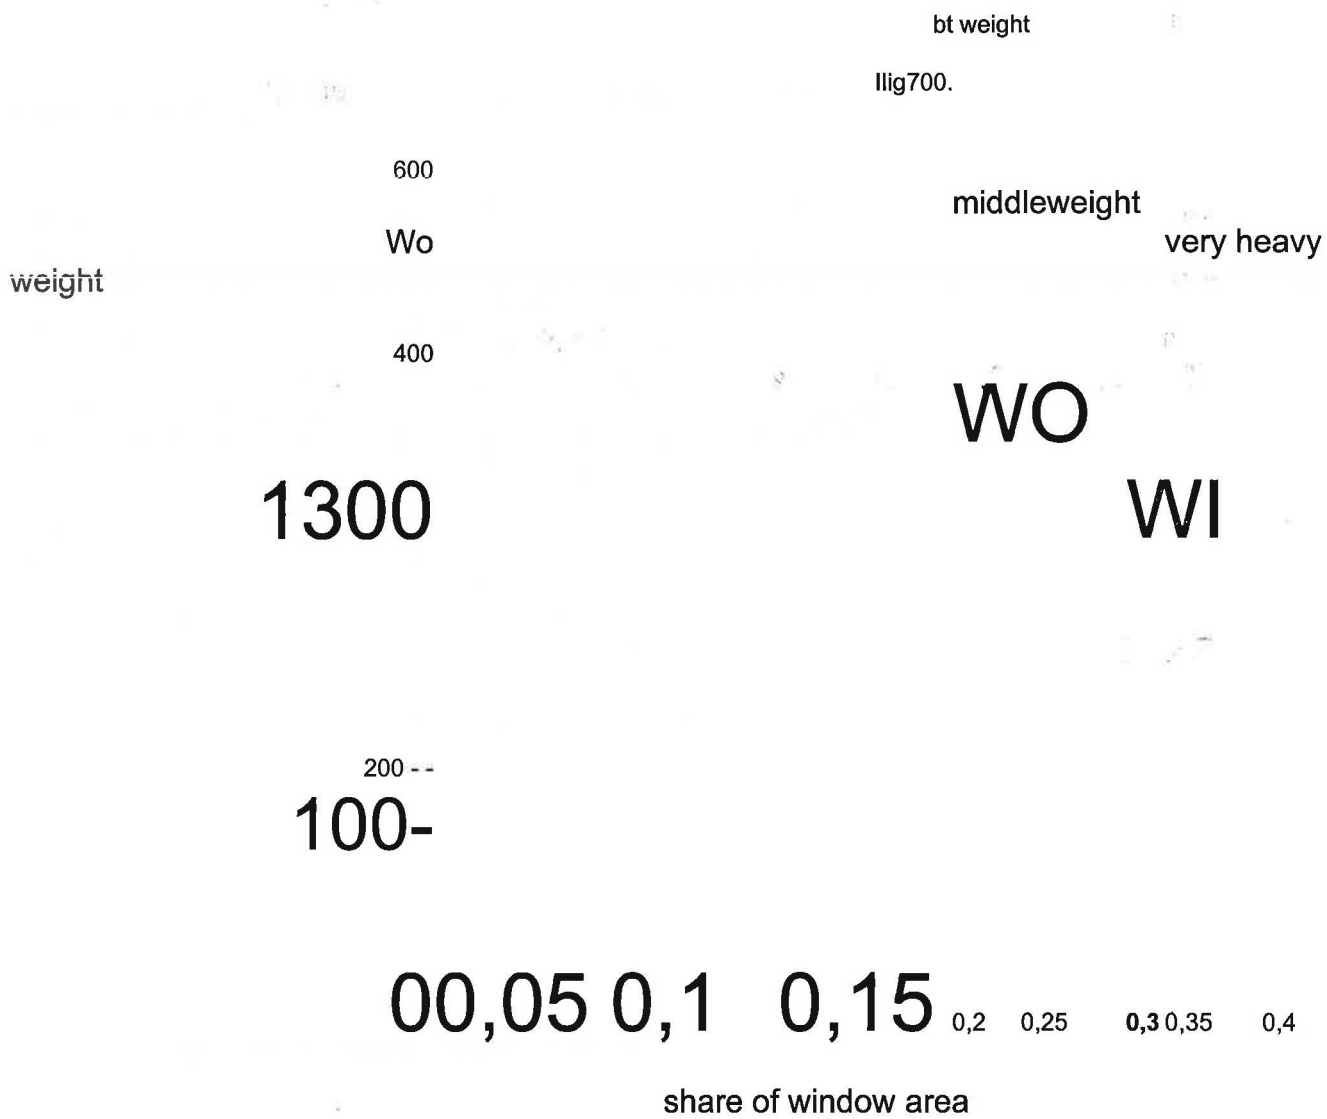 bt weight
llig700.
600
middleweight
Wo
very heavy
weight
400
WO
1300
WI
200 - -
100-
00,05 0,1 0,15 0,2 0,25 0,3 0,35 0,4
share of window area